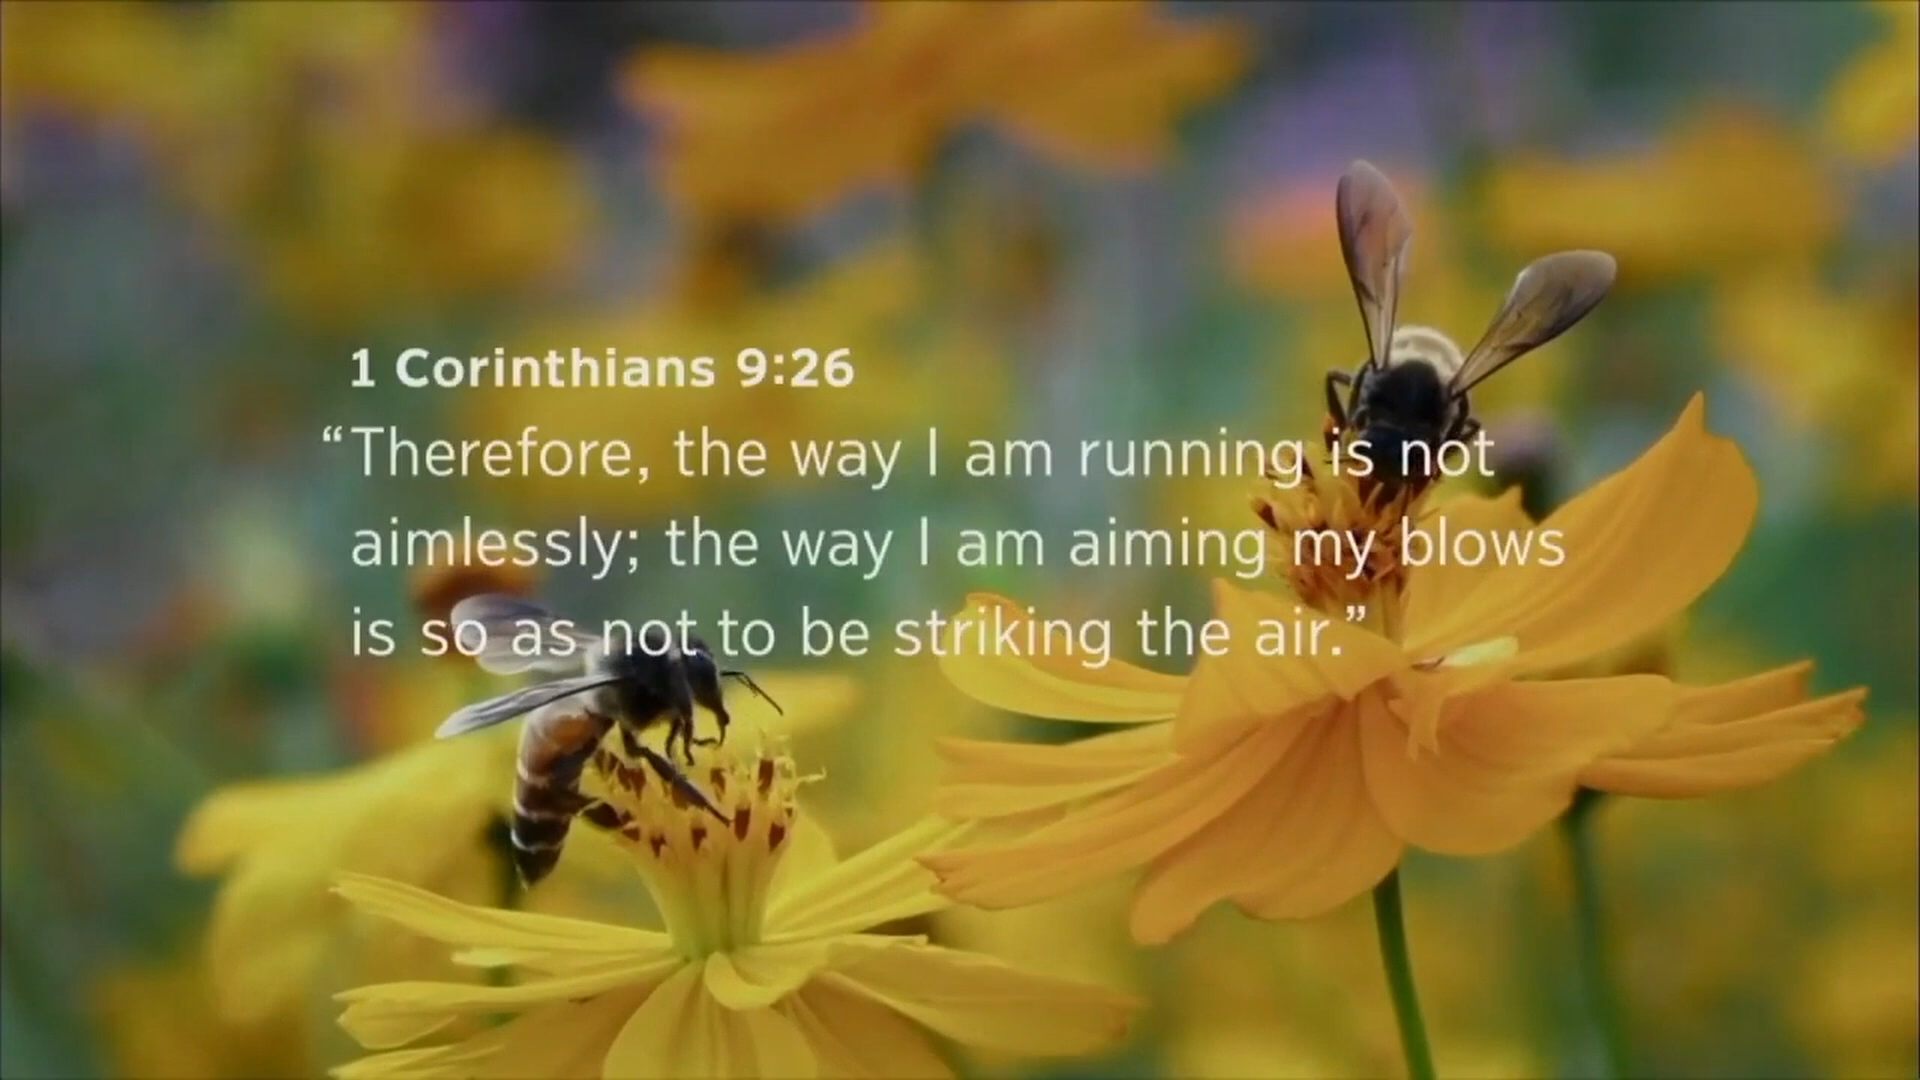 1 Corinthians 9:26
“Therefore, the way I am running is not
aimlessly; the way I am aiming my blows
is so as not to be striking the air.”